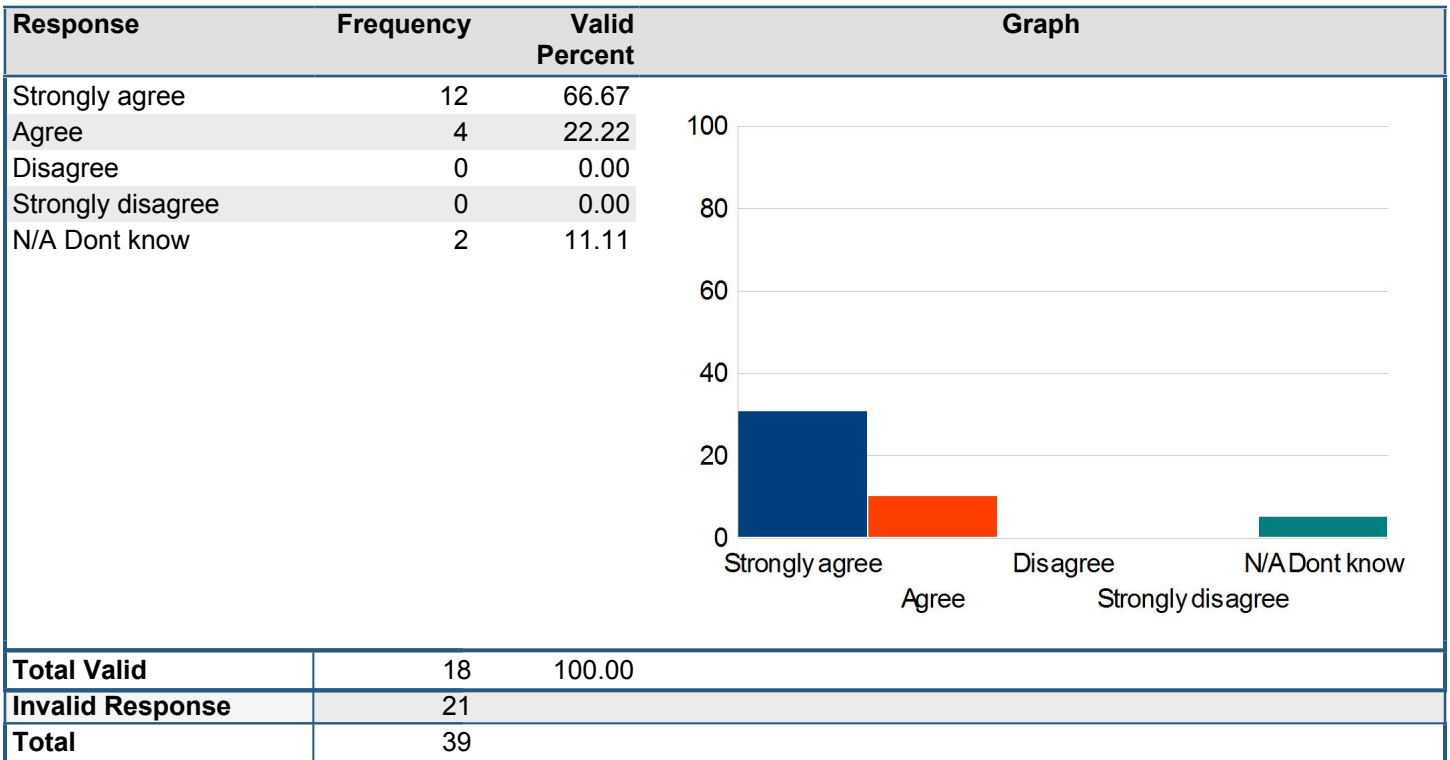 Response Frequency Valid Percent Graph
Strongly agree 12 66.67
Agree 4 22.22
Disagree 0 0.00
Strongly disagree 0 0.00
N/A Dont know 2 11.11
100
80
60
40
20
0
Strongly agree Disagree N/A Dont know
Agree Strongly disagree
Total Valid 18 100.00
Invalid Response 21
Total 39